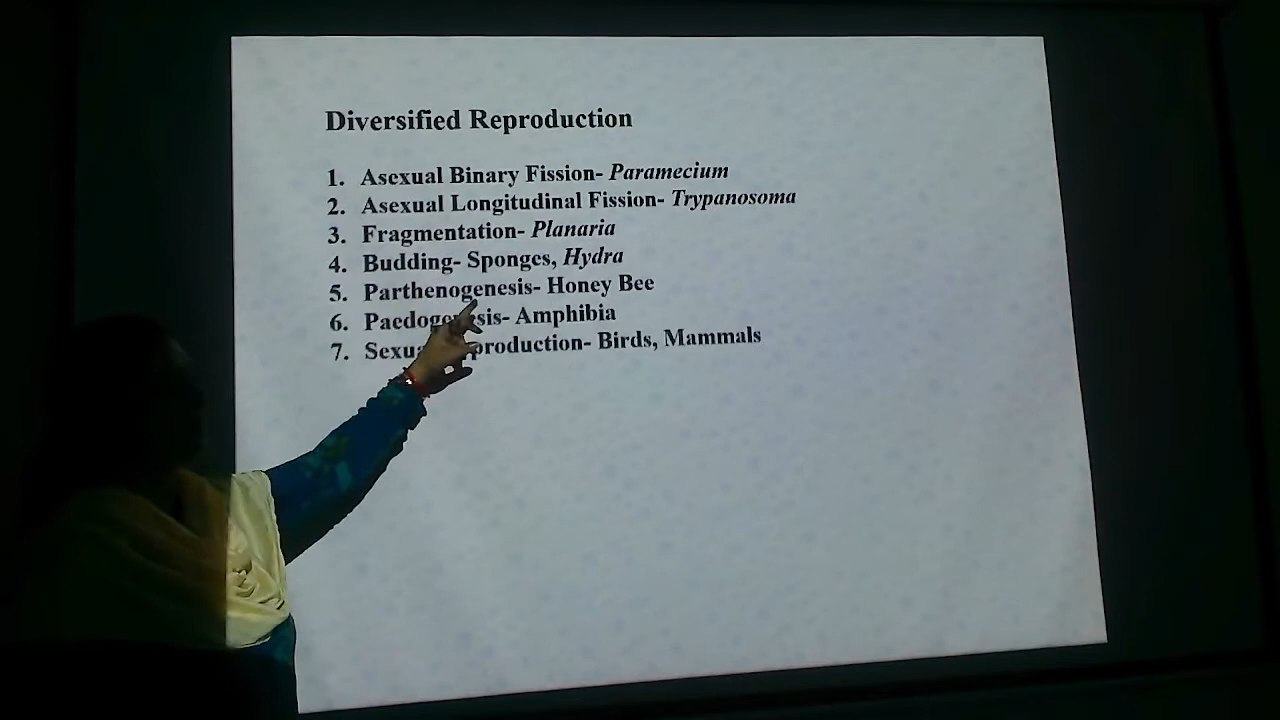 Diversified Reproduction
1. Asexual Binary Fission- Paramecium
2. Asexual Longitudinal Fission- Trypanosoma
3. Fragmentation- Planaria
4. Budding- Sponges, Hydra
5. Parthenogenesis- Honey Bee
6. Paedogenesis- Amphibia
7. Sexual Reproduction- Birds, Mammals